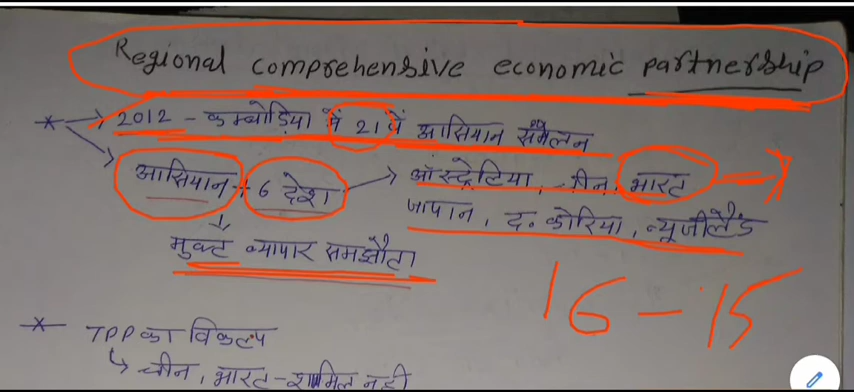 Regional comprehensive economic partnership
* → 2012 - कम्बोडिया में 21 वें आसियान सम्मेलन
→ आसियान + 6 देश → ऑस्ट्रेलिया, चीन, भारत
जापान, द. कोरिया, न्यूजीलैंड
↓ मुक्त व्यापार समझौता
16 - 15
* TPP का विकल्प
↳ चीन, भारत - शामिल नही